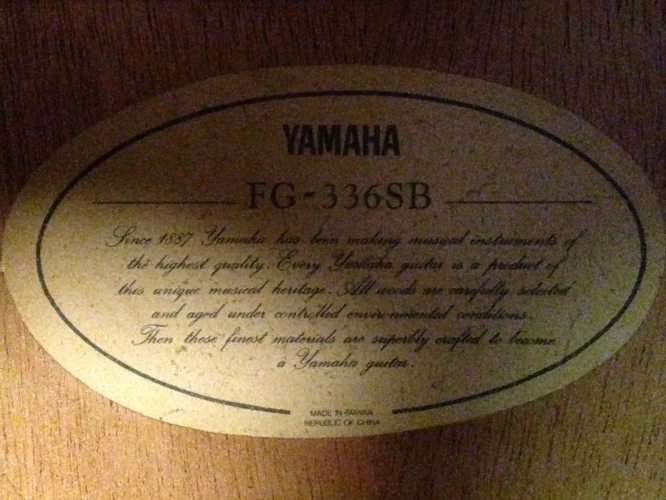 YAMAHA
FG-336SB
Since 1887 Yamaha has been making musical instruments of
the highest quality. Every Yamaha guitar is a product of
this unique musical heritage. All woods are carefully selected
and aged under controlled environmental conditions.
Then these finest materials are superbly crafted to become
a Yamaha guitar.
MADE IN TAIWAN
REPUBLIC OF CHINA